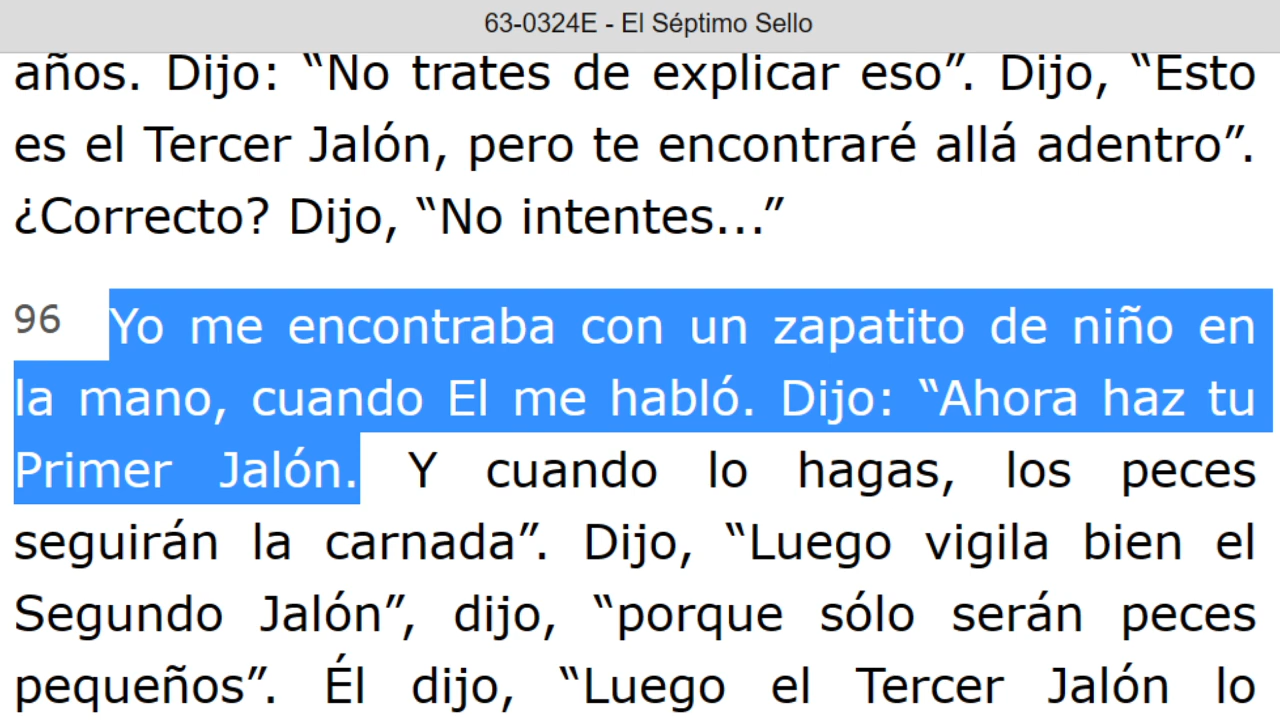 63-0324E - El Séptimo Sello
años. Dijo: “No trates de explicar eso”. Dijo, “Esto
es el Tercer Jalón, pero te encontraré allá adentro”.
¿Correcto? Dijo, “No intentes...”
96 Yo me encontraba con un zapatito de niño en
la mano, cuando El me habló. Dijo: “Ahora haz tu
Primer Jalón. Y cuando lo hagas, los peces
seguirán la carnada”. Dijo, “Luego vigila bien el
Segundo Jalón”, dijo, “porque sólo serán peces
pequeños”. Él dijo, “Luego el Tercer Jalón lo